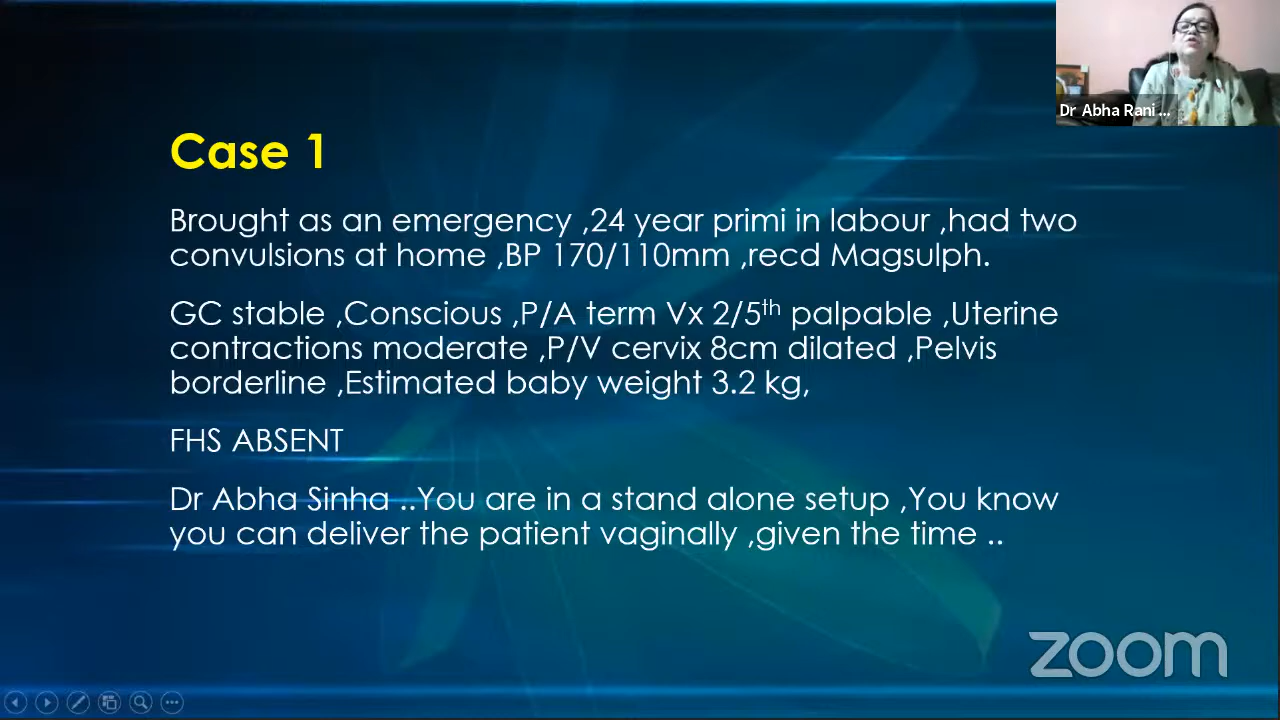 Dr Abha Rani ...
Case 1
Brought as an emergency ,24 year primi in labour ,had two
convulsions at home ,BP 170/110mm ,recd Magsulph.
GC stable ,Conscious ,P/A term Vx 2/5th palpable ,Uterine
contractions moderate ,P/V cervix 8cm dilated ,Pelvis
borderline ,Estimated baby weight 3.2 kg,
FHS ABSENT
Dr Abha Sinha ..You are in a stand alone setup ,You know
you can deliver the patient vaginally ,given the time ..
zoom